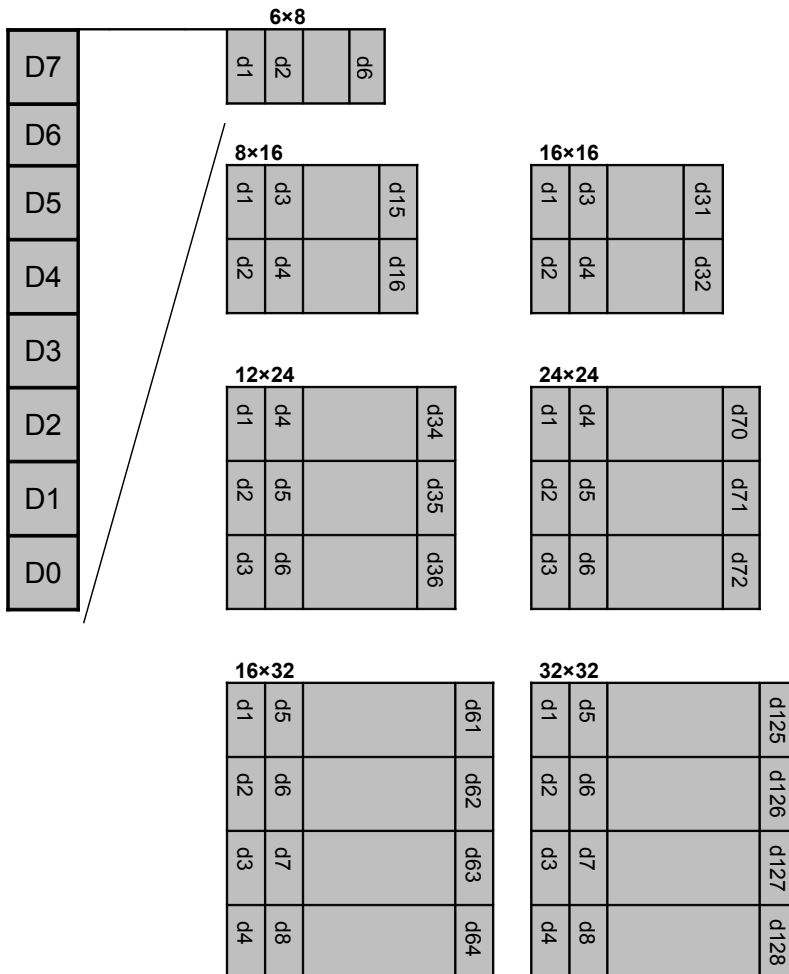 6×8
D7
d1 d2 d6
D6
8×16
16×16
D5
d1 d3 d15
d1 d3 d31
D4
d2 d4 d16
d2 d4 d32
D3
12×24
24×24
D2
d1 d4 d34
d1 d4 d70
D1
d2 d5 d35
d2 d5 d71
D0
d3 d6 d36
d3 d6 d72
16×32
32×32
d1 d5 d61
d1 d5 d125
d2 d6 d62
d2 d6 d126
d3 d7 d63
d3 d7 d127
d4 d8 d64
d4 d8 d128